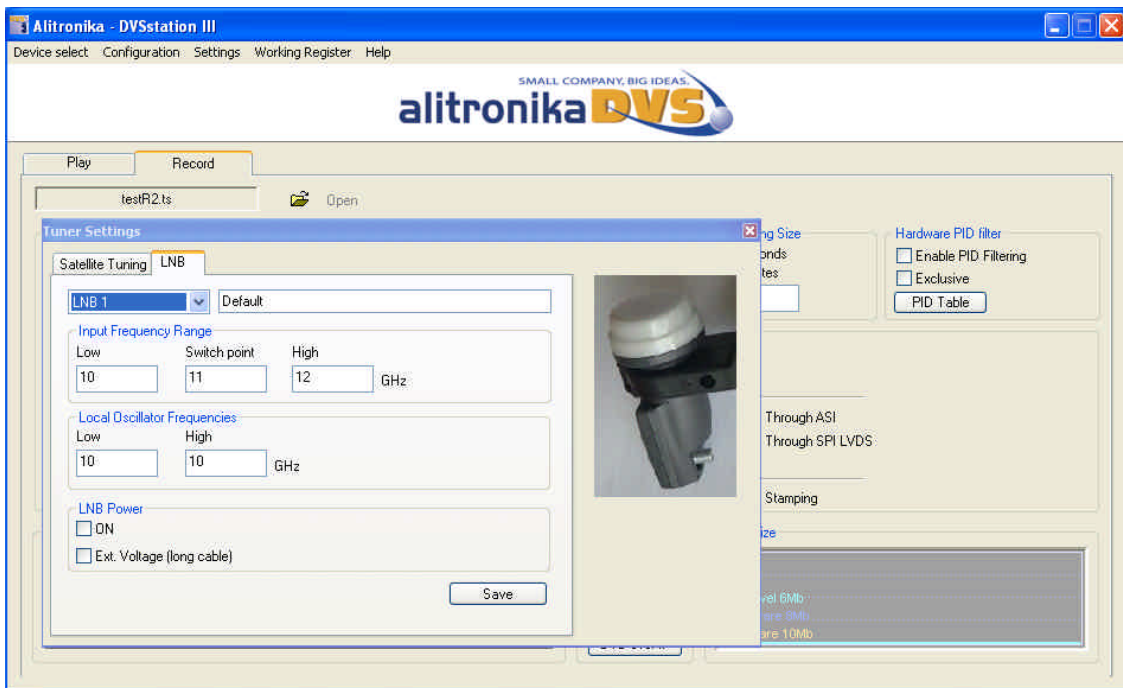 Alitronika - DVSstation III
Device select Configuration Settings Working Register Help
SMALL COMPANY, BIG IDEAS.
alitronika DVS
Play Record
testR2.ts Open
Tuner Settings
Satellite Tuning LNB
LNB 1 Default
Input Frequency Range
Low Switch point High
10 11 12 GHz
Local Oscillator Frequencies
Low High
10 10 GHz
LNB Power
ON
Ext. Voltage (long cable)
Save
ng Size
onds
tes
Hardware PID filter
Enable PID Filtering
Exclusive
PID Table
Through ASI
Through SPI LVDS
Stamping
ize
vel 6Mb
are 8Mb
are 10Mb